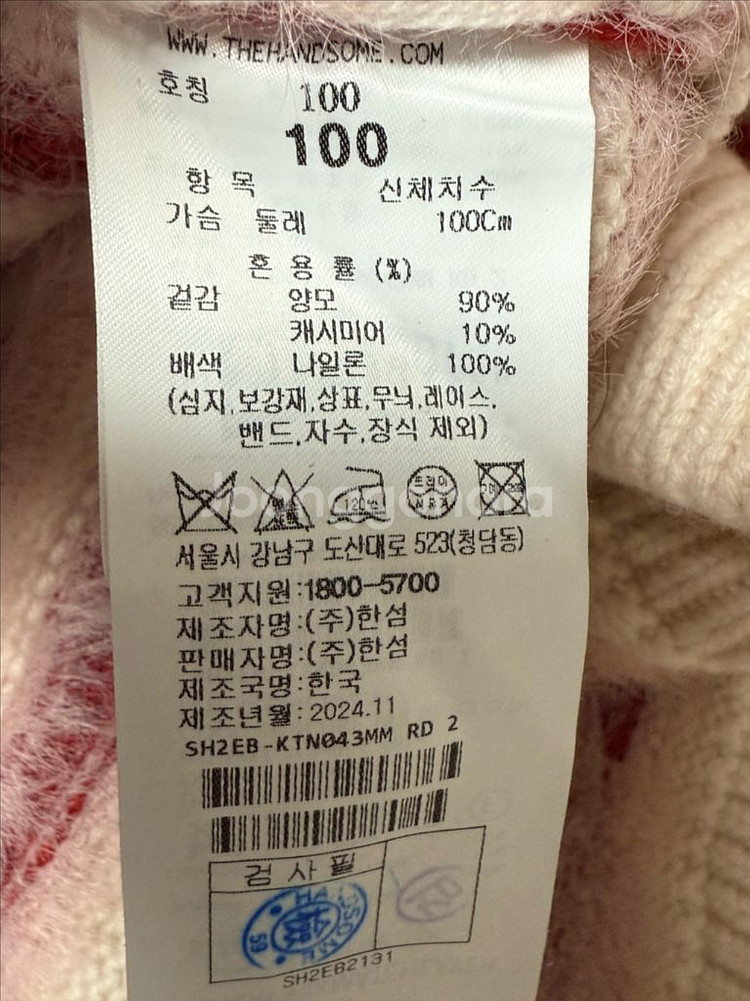 WWW.THEHANDSOME.COM
호칭 100
100
항 목 신체치수
가슴 둘레 100Cm
혼 용 률 (%)
겉감 양모 90%
캐시미어 10%
배색 나일론 100%
(심지,보강재,상표,무늬,레이스,
밴드,자수,장식 제외)
joonggonara
서울시 강남구 도산대로 523(청담동)
고객지원:1800-5700
제조자명:(주)한섬
판매자명:(주)한섬
제조국명:한국
제조년월:2024.11
SH2EB-KTN043MM RD 2
검 사 필
HANDSOME
59
SH2EB2131